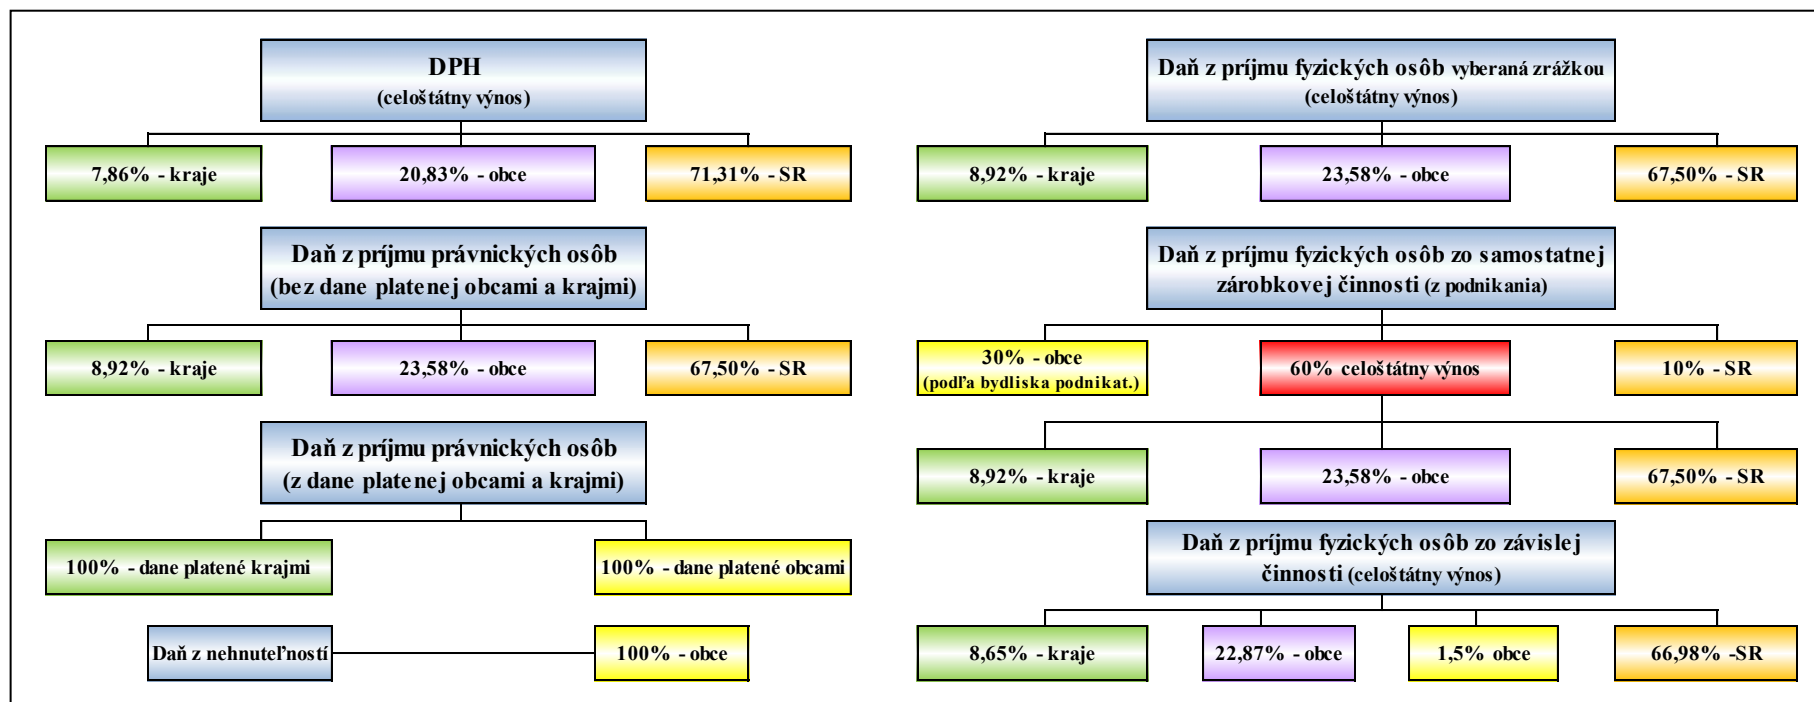 DPH
(celoštátny výnos)
7,86% - kraje
20,83% - obce
71,31% - SR
Daň z príjmu právnických osôb
(bez dane platenej obcami a krajmi)
8,92% - kraje
23,58% - obce
67,50% - SR
Daň z príjmu právnických osôb
(z dane platenej obcami a krajmi)
100% - dane platené krajmi
100% - dane platené obcami
Daň z nehnuteľností
100% - obce
Daň z príjmu fyzických osôb vyberaná zrážkou
(celoštátny výnos)
8,92% - kraje
23,58% - obce
67,50% - SR
Daň z príjmu fyzických osôb zo samostatnej
zárobkovej činnosti (z podnikania)
30% - obce
(podľa bydliska podnikat.)
60% celoštátny výnos
10% - SR
8,92% - kraje
23,58% - obce
67,50% - SR
Daň z príjmu fyzických osôb zo závislej
činnosti (celoštátny výnos)
8,65% - kraje
22,87% - obce
1,5% obce
66,98% -SR